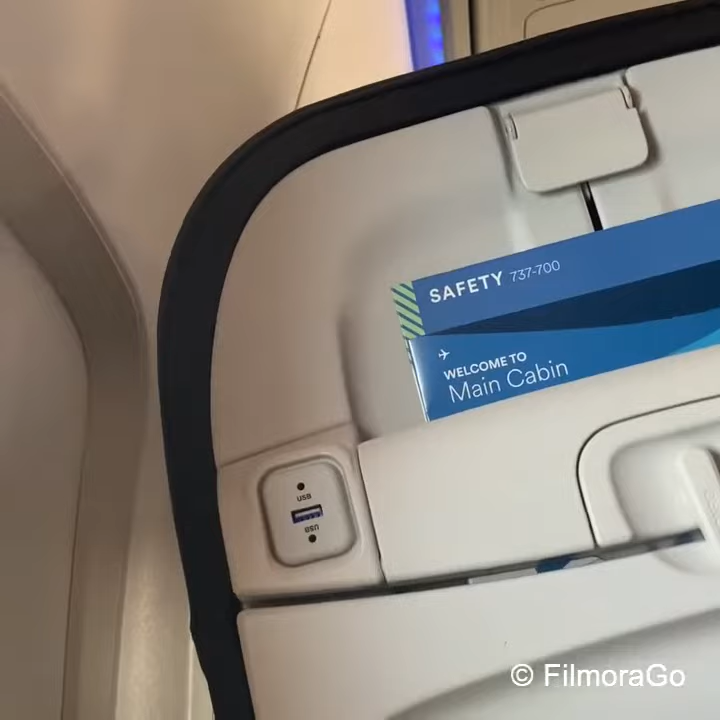 SAFETY 737-700
WELCOME TO
Main Cabin
USB
USB
© FilmoraGo